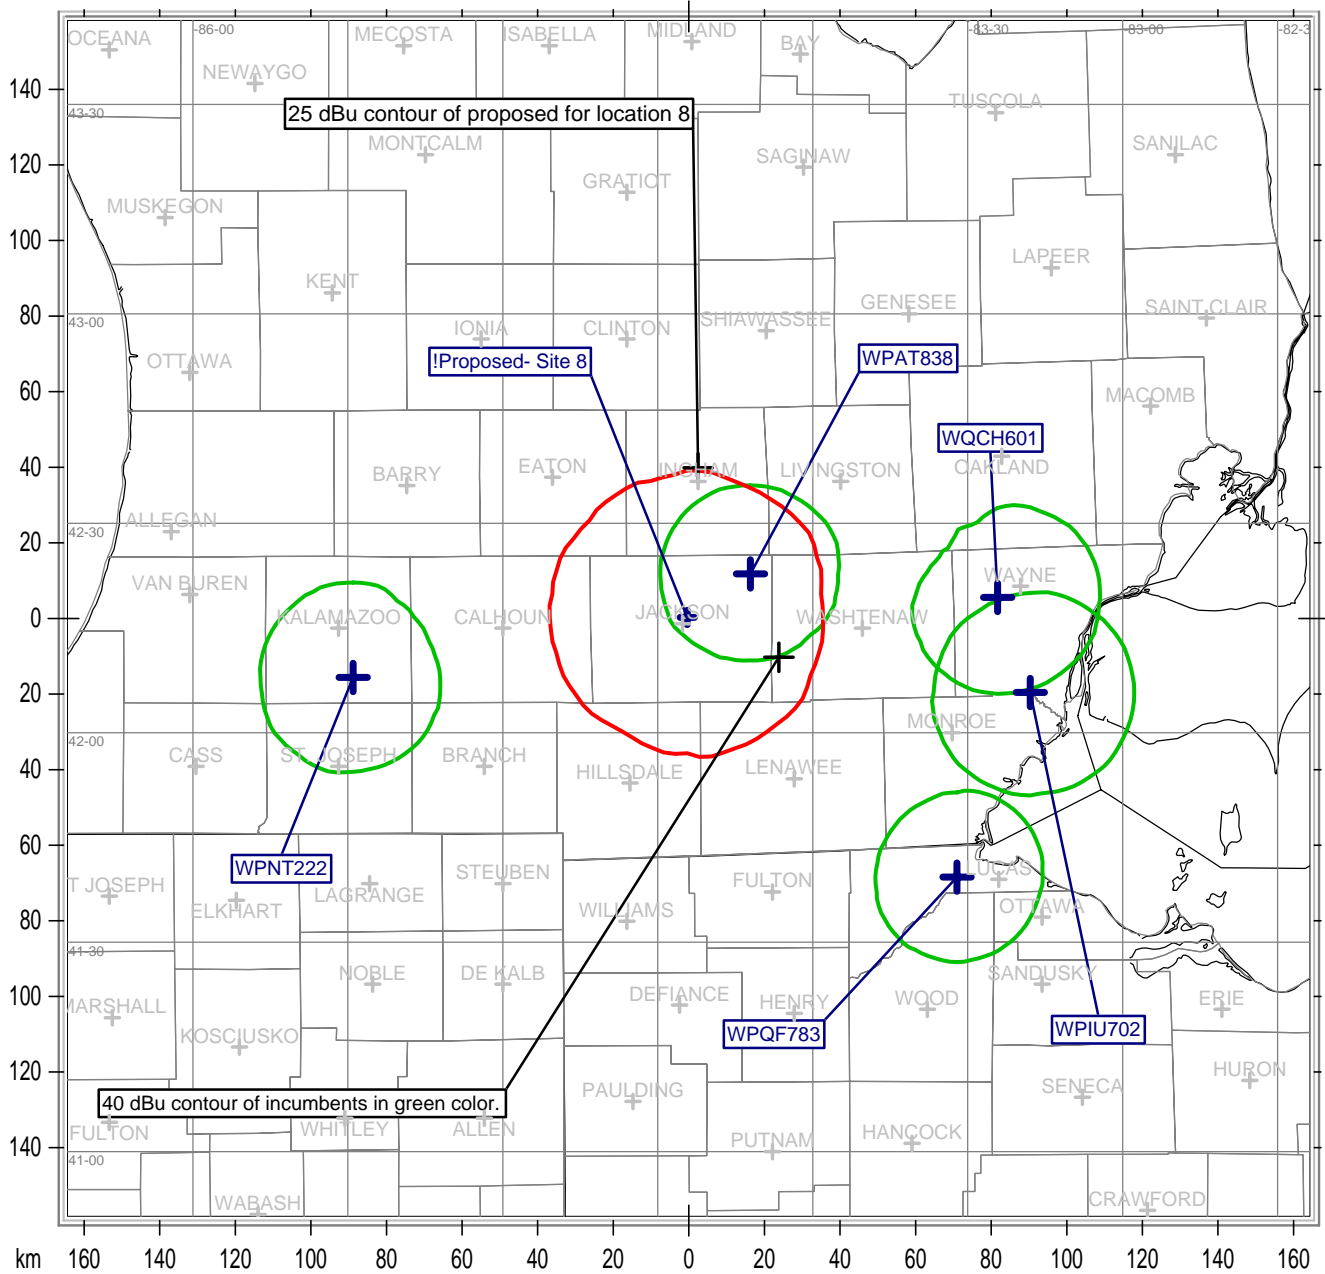 -86-00
-83-30
-83-00
-82-3
OCEANA
MECOSTA
ISABELLA
MIDLAND
BAY
NEWAYGO
TUSCOLA
140
43-30
25 dBu contour of proposed for location 8
MONTCALM
SAGINAW
SANILAC
120
GRATIOT
MUSKEGON
100
LAPEER
KENT
GENESEE
SAINT CLAIR
80
43-00
IONIA
CLINTON
SHIAWASSEE
OTTAWA
!Proposed- Site 8
WPAT838
60
MACOMB
WQCH601
40
BARRY
EATON
INGHAM
LIVINGSTON
OAKLAND
ALLEGAN
42-30
20
VAN BUREN
WAYNE
0
KALAMAZOO
CALHOUN
JACKSON
WASHTENAW
20
MONROE
42-00
CASS
ST JOSEPH
BRANCH
HILLSDALE
LENAWEE
40
60
WPNT222
T JOSEPH
ELKHART
LAGRANGE
STEUBEN
WILLIAMS
FULTON
LUCAS
OTTAWA
80
41-30
NOBLE
DE KALB
DEFIANCE
HENRY
WOOD
SANDUSKY
ERIE
100
MARSHALL
KOSCIUSKO
WPQF783
WPIU702
120
PAULDING
SENECA
HURON
40 dBu contour of incumbents in green color.
FULTON
WHITLEY
ALLEN
PUTNAM
HANCOCK
140
41-00
WABASH
CRAWFORD
km 160 140 120 100 80 60 40 20 0 20 40 60 80 100 120 140 160